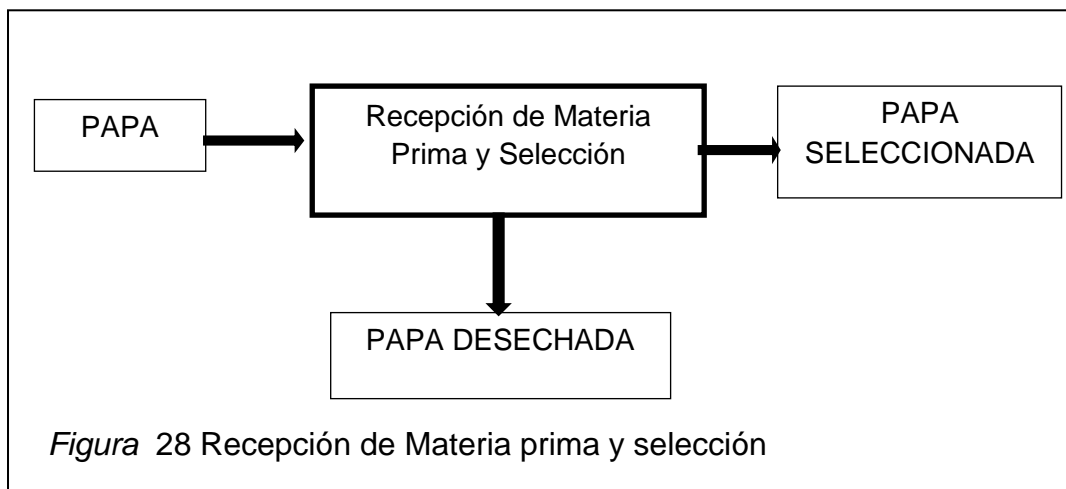 PAPA
Recepción de Materia
Prima y Selección
PAPA
SELECCIONADA
PAPA DESECHADA
Figura 28 Recepción de Materia prima y selección